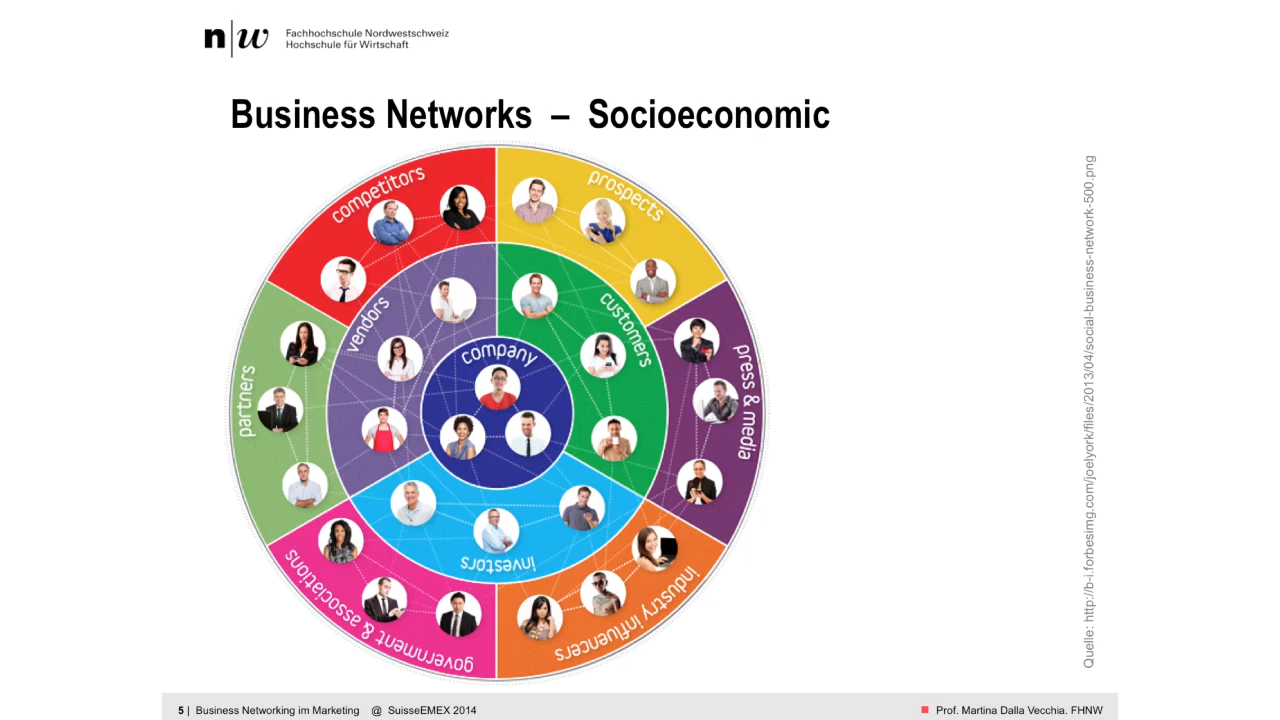 n|w Fachhochschule Nordwestschweiz
Hochschule für Wirtschaft
Business Networks – Socioeconomic
competitors
prospects
vendors
customers
company
partners
press & media
investors
government & associations
industry influencers
Quelle: http://b-i.forbesimg.com/joelyork/files/2013/04/social-business-network-500.png
5 | Business Networking im Marketing @ SuisseEMEX 2014
Prof. Martina Dalla Vecchia. FHNW